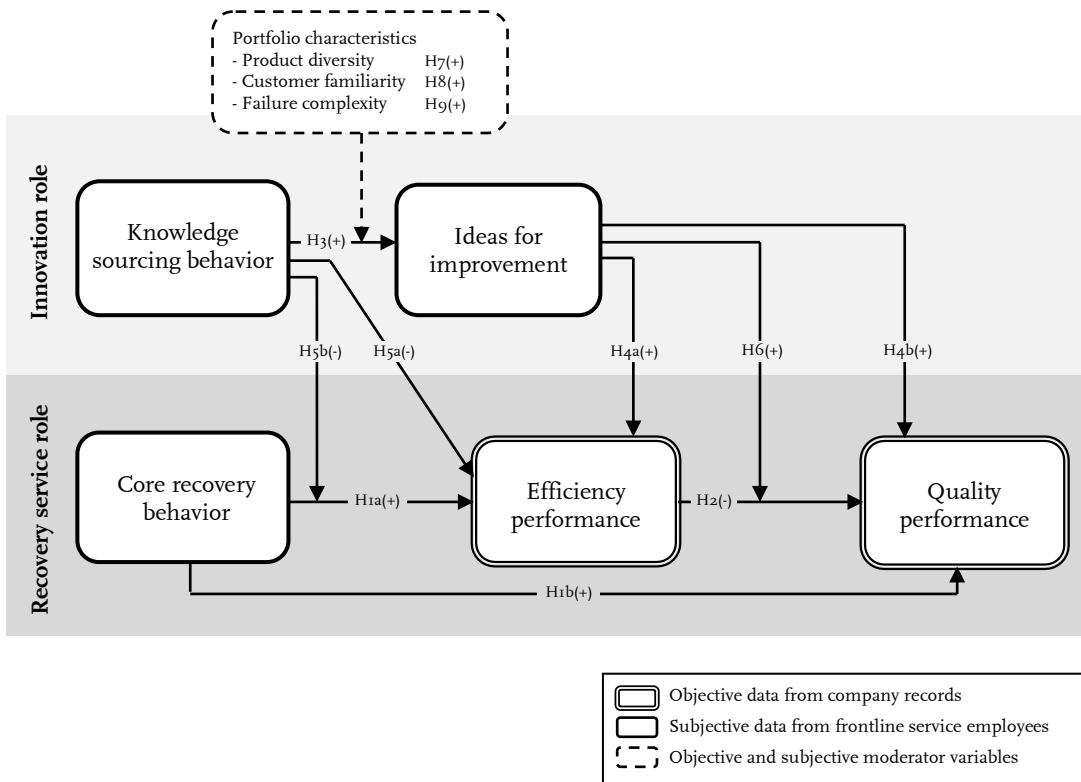 Portfolio characteristics
- Product diversity H7(+)
- Customer familiarity H8(+)
- Failure complexity H9(+)
Innovation role
Knowledge
sourcing behavior
H3(+)
Ideas for
improvement
H5b(-)
H5a(-)
H4a(+)
H6(+)
H4b(+)
Recovery service role
Core recovery
behavior
H1a(+)
Efficiency
performance
H2(-)
Quality
performance
H1b(+)
Objective data from company records
Subjective data from frontline service employees
Objective and subjective moderator variables